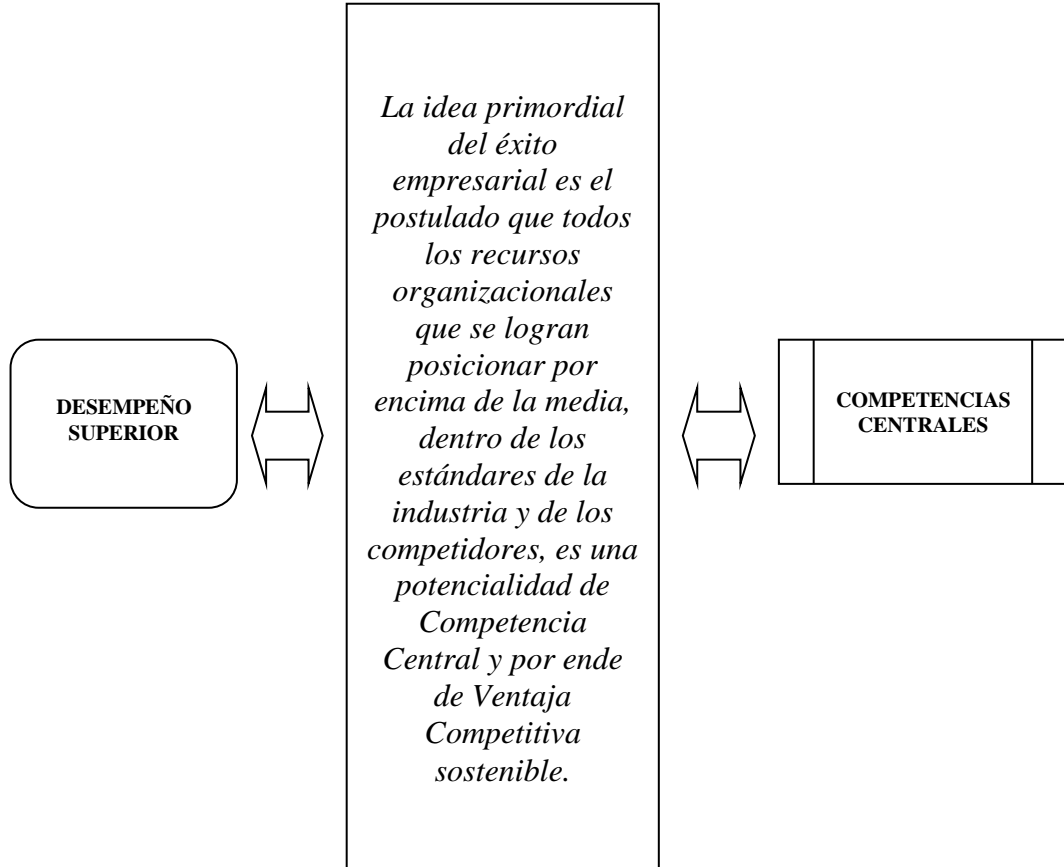 DESEMPEÑO
SUPERIOR
La idea primordial
del éxito
empresarial es el
postulado que todos
los recursos
organizacionales
que se logran
posicionar por
encima de la media,
dentro de los
estándares de la
industria y de los
competidores, es una
potencialidad de
Competencia
Central y por ende
de Ventaja
Competitiva
sostenible.
COMPETENCIAS
CENTRALES